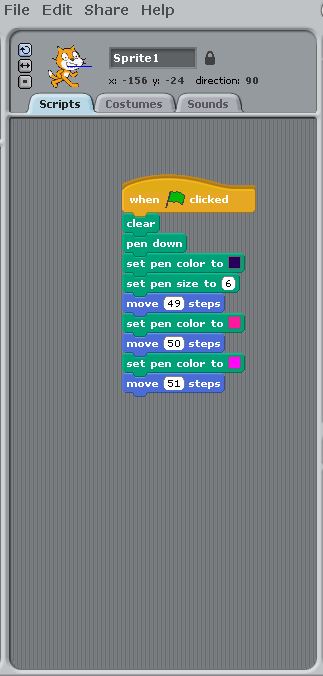 File Edit Share Help
Sprite1
x: -156 y: -24 direction: 90
Scripts Costumes Sounds
when clicked
clear
pen down
set pen color to
set pen size to 6
move 49 steps
set pen color to
move 50 steps
set pen color to
move 51 steps